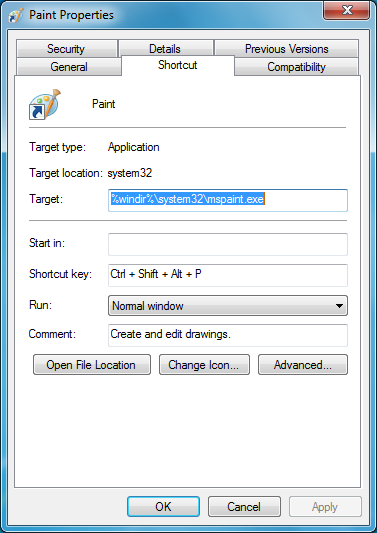 Paint Properties
Security Details Previous Versions
General Shortcut Compatibility
Paint
Target type: Application
Target location: system32
Target: %windir%\system32\mspaint.exe
Start in:
Shortcut key: Ctrl + Shift + Alt + P
Run: Normal window
Comment: Create and edit drawings.
Open File Location Change Icon... Advanced...
OK Cancel Apply